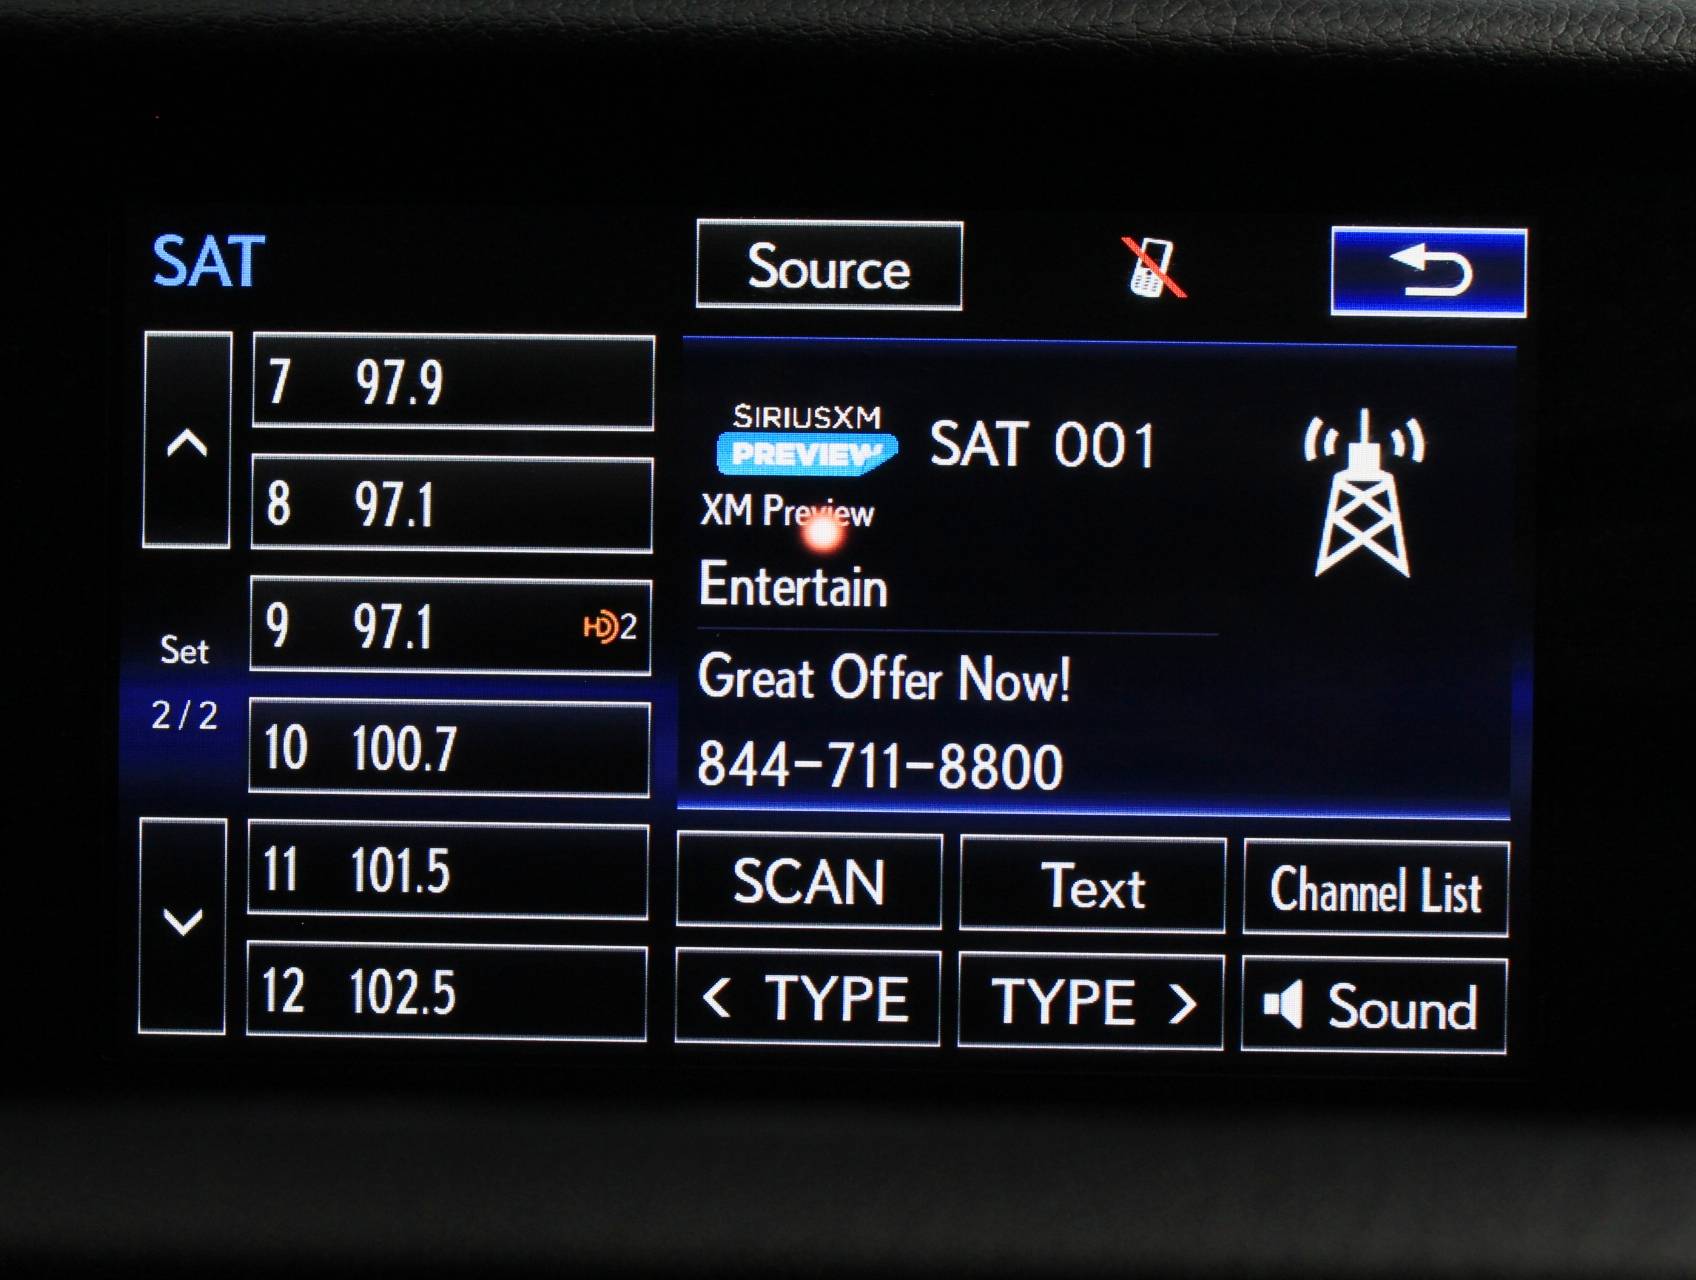 SAT
Source
7 97.9
8 97.1
9 97.1 HD 2
10 100.7
11 101.5
12 102.5
Set
2 / 2
SIRIUSXM
PREVIEW
SAT 001
XM Preview
Entertain
Great Offer Now!
844-711-8800
SCAN
Text
Channel List
< TYPE
TYPE >
Sound